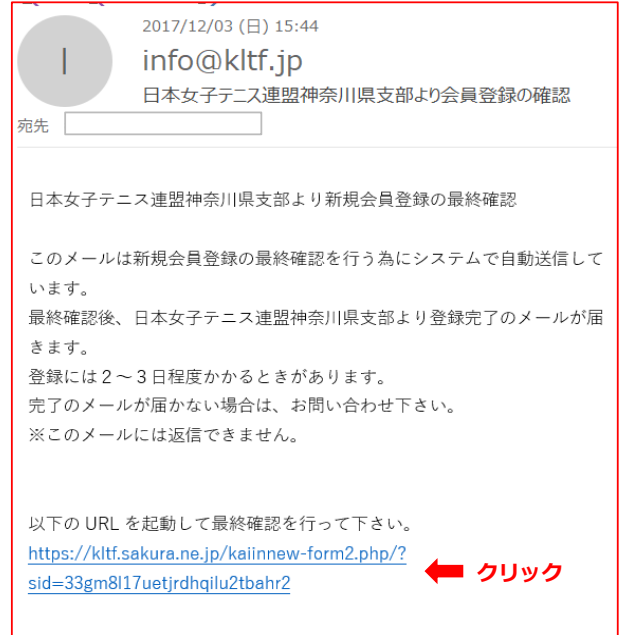 2017/12/03 (日) 15:44
I
info@kltf.jp
日本女子テニス連盟神奈川県支部より会員登録の確認
宛先
日本女子テニス連盟神奈川県支部より新規会員登録の最終確認
このメールは新規会員登録の最終確認を行う為にシステムで自動送信して
います。
最終確認後、日本女子テニス連盟神奈川県支部より登録完了のメールが届
きます。
登録には２～３日程度かかるときがあります。
完了のメールが届かない場合は、お問い合わせ下さい。
※このメールには返信できません。
以下の URL を起動して最終確認を行って下さい。
https://kltf.sakura.ne.jp/kaiinnew-form2.php/?
sid=33gm8l17uetjrdhqilu2tbahr2
クリック